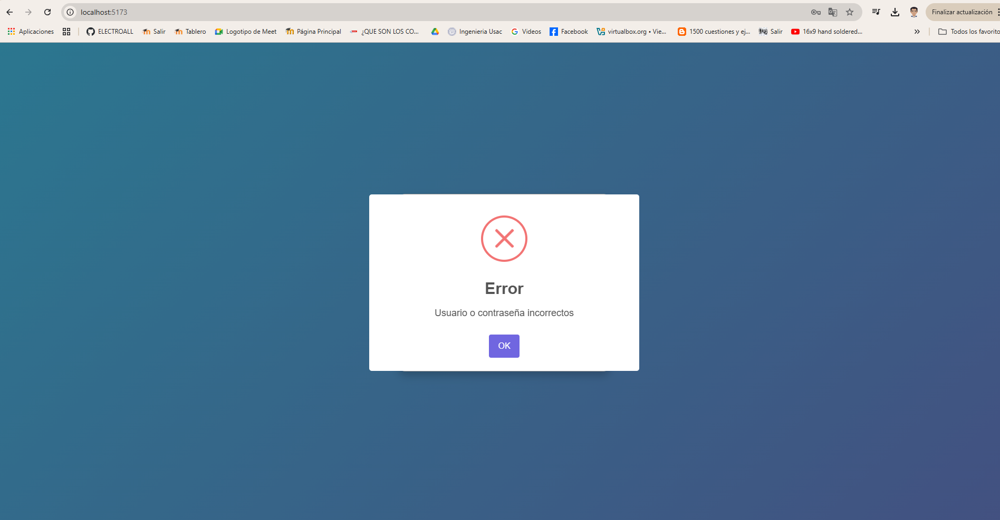 localhost:5173
Finalizar actualización
Aplicaciones
ELECTROALL
Salir
Tablero
Logotipo de Meet
Página Principal
¿QUE SON LOS CO...
Ingenieria Usac
Videos
Facebook
virtualbox.org • Vie...
1500 cuestiones y ej...
Salir
16x9 hand soldered...
»
Todos los favorito
Error
Usuario o contraseña incorrectos
OK